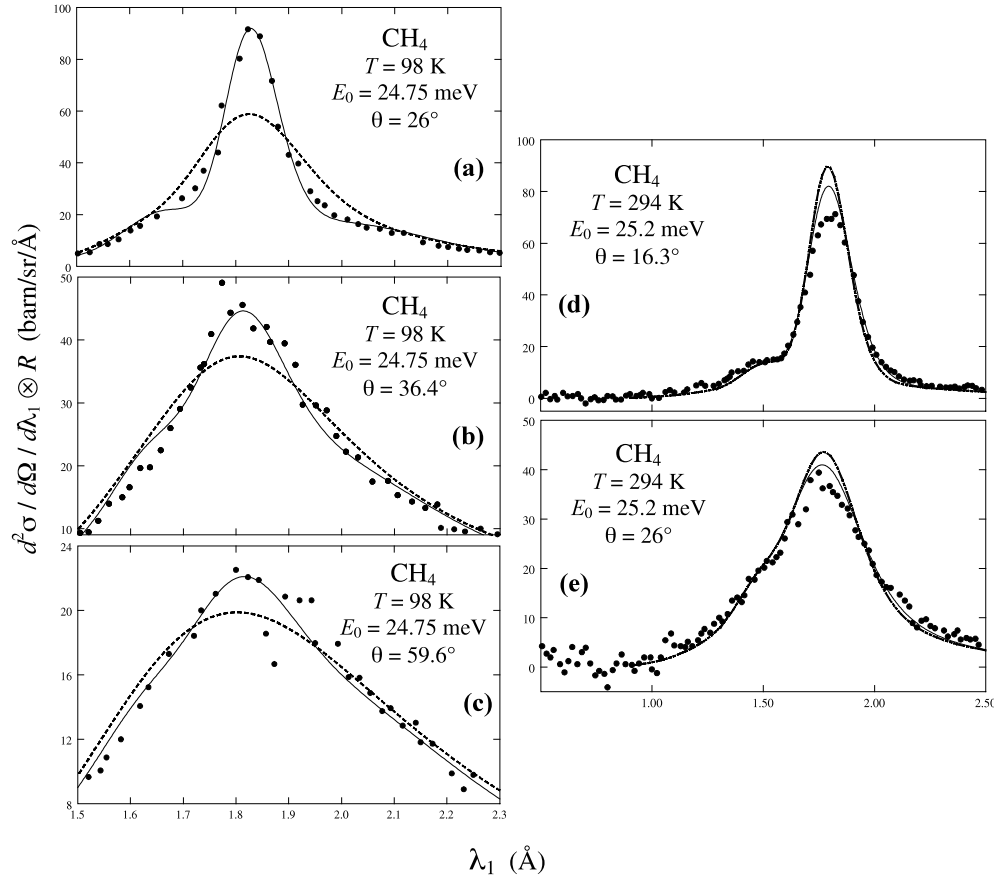 d²σ / dΩ / dλ₁ ⊗ R (barn/sr/Å)
100
80
60
40
20
0
CH₄
T = 98 K
E₀ = 24.75 meV
θ = 26°
(a)
50
40
30
20
10
CH₄
T = 98 K
E₀ = 24.75 meV
θ = 36.4°
(b)
24
20
16
12
8
CH₄
T = 98 K
E₀ = 24.75 meV
θ = 59.6°
(c)
1.5 1.6 1.7 1.8 1.9 2.0 2.1 2.2 2.3
100
80
60
40
20
0
CH₄
T = 294 K
E₀ = 25.2 meV
θ = 16.3°
(d)
50
40
30
20
10
0
CH₄
T = 294 K
E₀ = 25.2 meV
θ = 26°
(e)
1.00 1.50 2.00 2.50
λ₁ (Å)